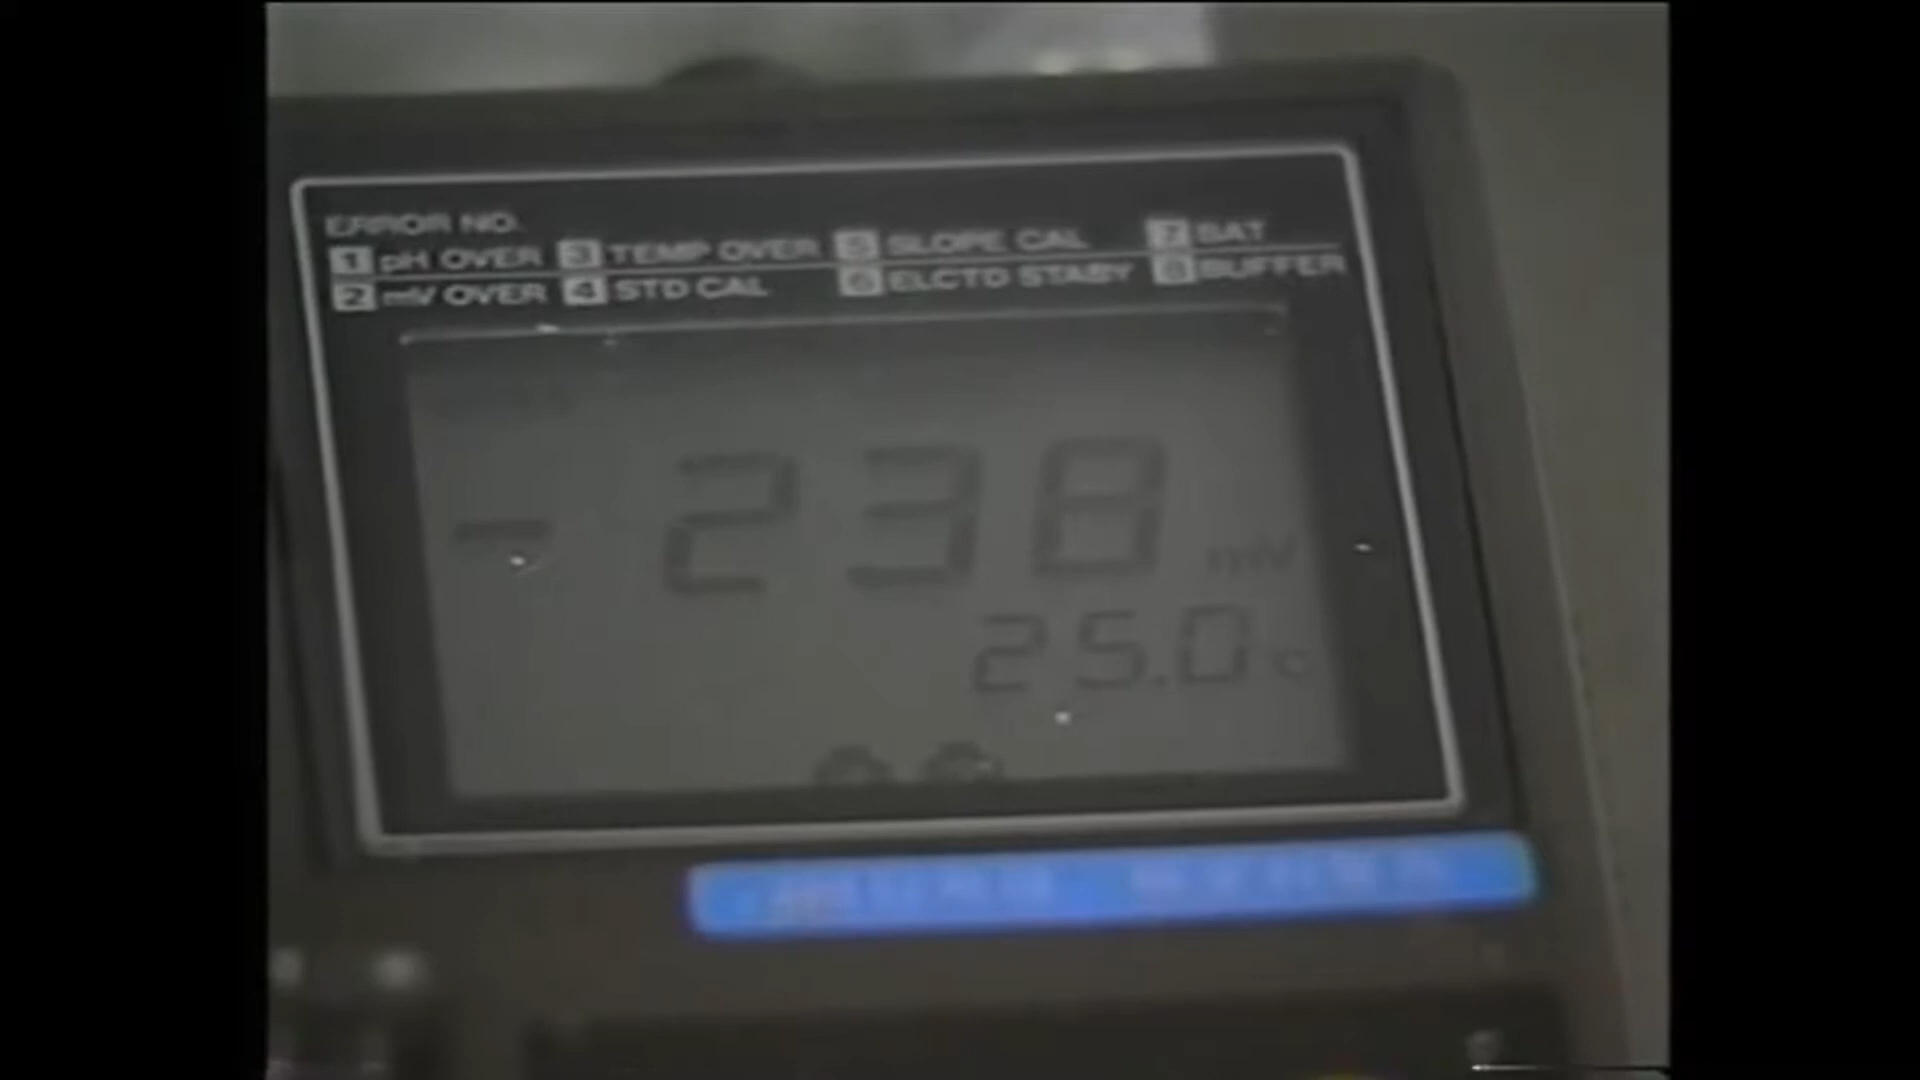 ERROR NO.
1 pH OVER 3 TEMP OVER 5 SLOPE CAL 7 BAT
2 mV OVER 4 STD CAL 6 ELCTD STABY 8 BUFFER
- 238 mV
25.0 °C